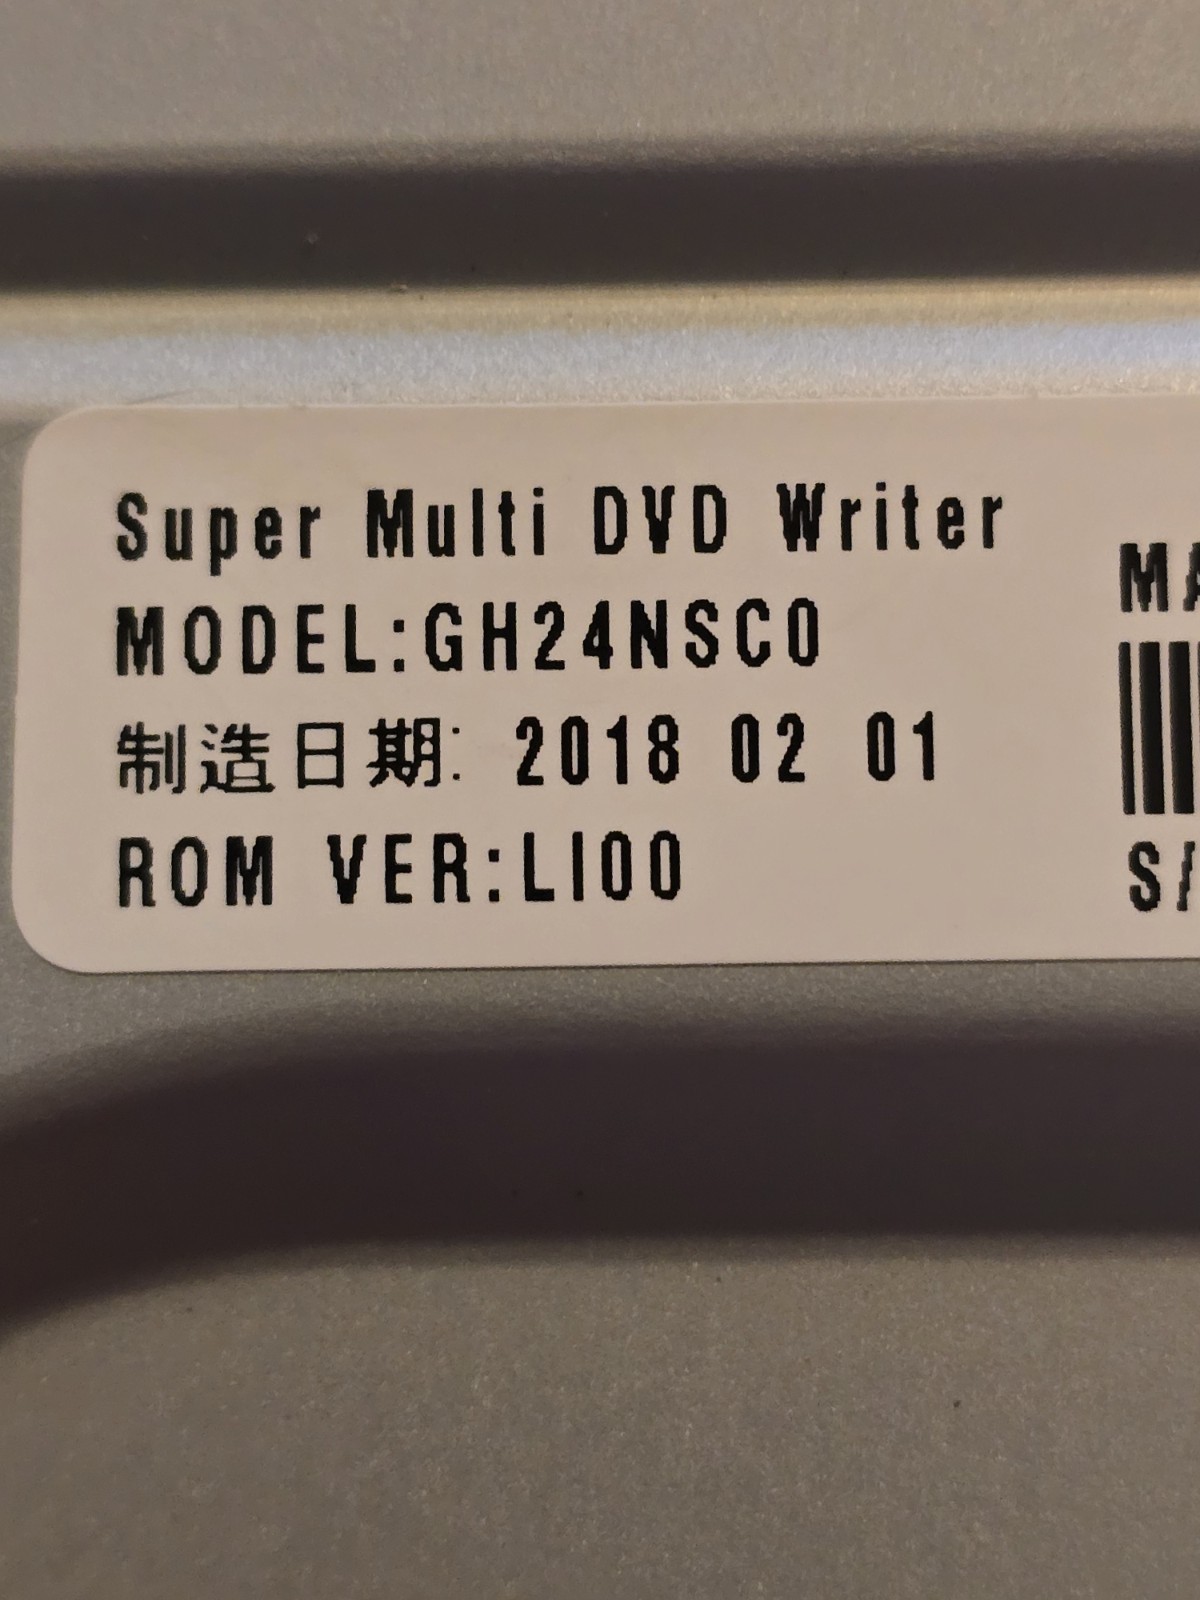 Super Multi DVD Writer
MODEL:GH24NSC0
制造日期: 2018 02 01
ROM VER:LI00
S/